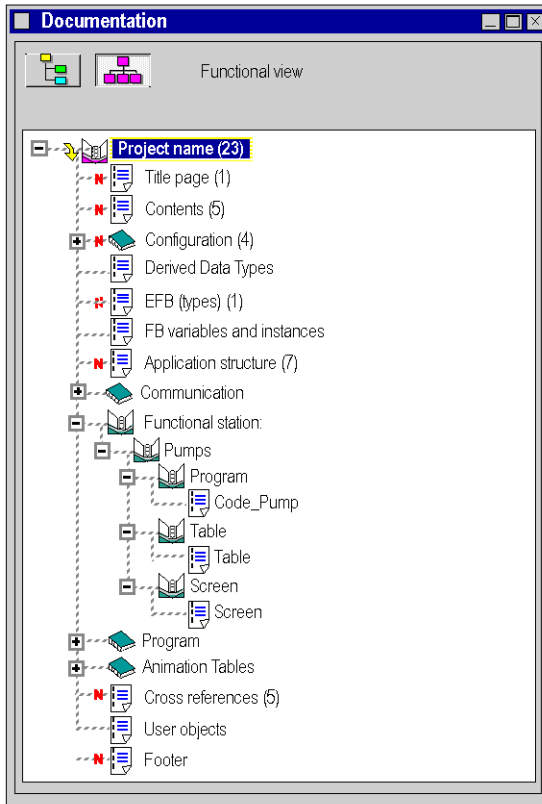 Documentation
Functional view
Project name (23)
N Title page (1)
N Contents (5)
N Configuration (4)
Derived Data Types
N EFB (types) (1)
FB variables and instances
N Application structure (7)
Communication
Functional station:
Pumps
Program
Code_Pump
Table
Table
Screen
Screen
Program
Animation Tables
N Cross references (5)
User objects
N Footer